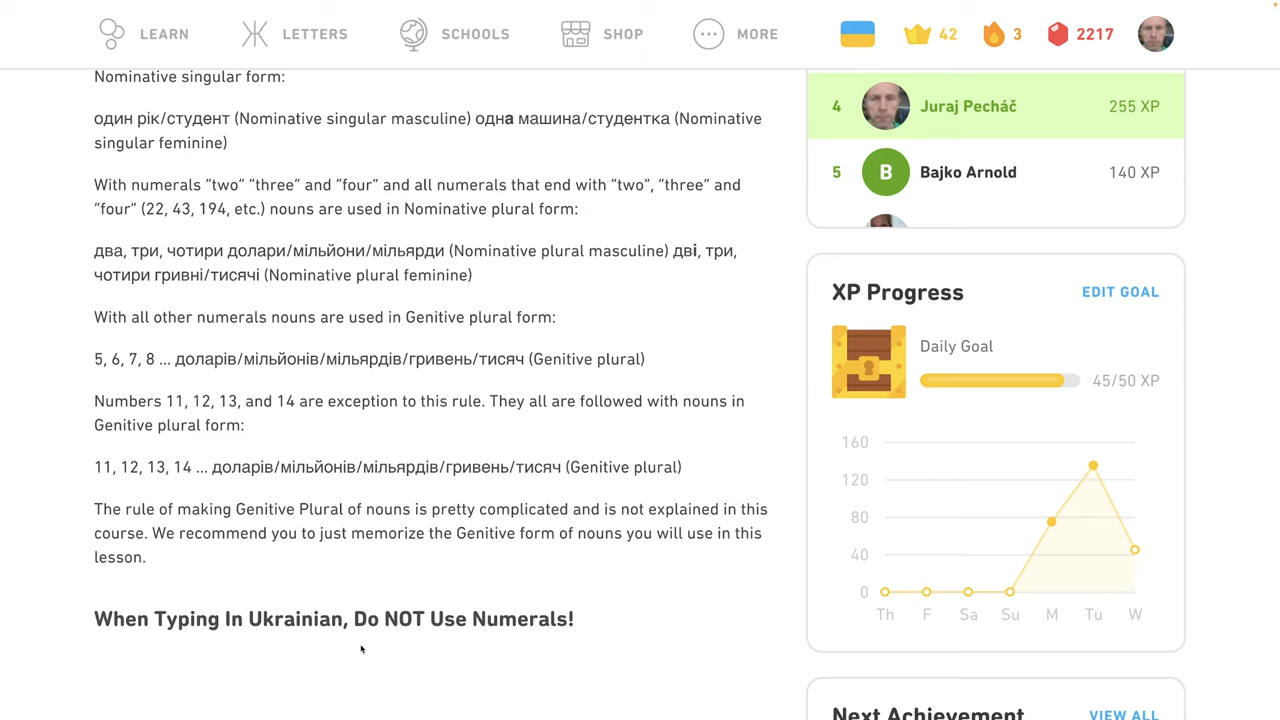 LEARN LETTERS SCHOOLS SHOP MORE 42 3 2217
Nominative singular form:
один рік/студент (Nominative singular masculine) одна машина/студентка (Nominative
singular feminine)
With numerals “two” “three” and “four” and all numerals that end with “two”, “three” and
“four” (22, 43, 194, etc.) nouns are used in Nominative plural form:
два, три, чотири долари/мільйони/мільярди (Nominative plural masculine) дві, три,
чотири гривні/тисячі (Nominative plural feminine)
With all other numerals nouns are used in Genitive plural form:
5, 6, 7, 8 ... доларів/мільйонів/мільярдів/гривень/тисяч (Genitive plural)
Numbers 11, 12, 13, and 14 are exception to this rule. They all are followed with nouns in
Genitive plural form:
11, 12, 13, 14 ... доларів/мільйонів/мільярдів/гривень/тисяч (Genitive plural)
The rule of making Genitive Plural of nouns is pretty complicated and is not explained in this
course. We recommend you to just memorize the Genitive form of nouns you will use in this
lesson.
When Typing In Ukrainian, Do NOT Use Numerals!
4 Juraj Pecháč 255 XP
5 B Bajko Arnold 140 XP
XP Progress EDIT GOAL
Daily Goal
45/50 XP
160
120
80
40
0
Th F Sa Su M Tu W
Next Achievement VIEW ALL